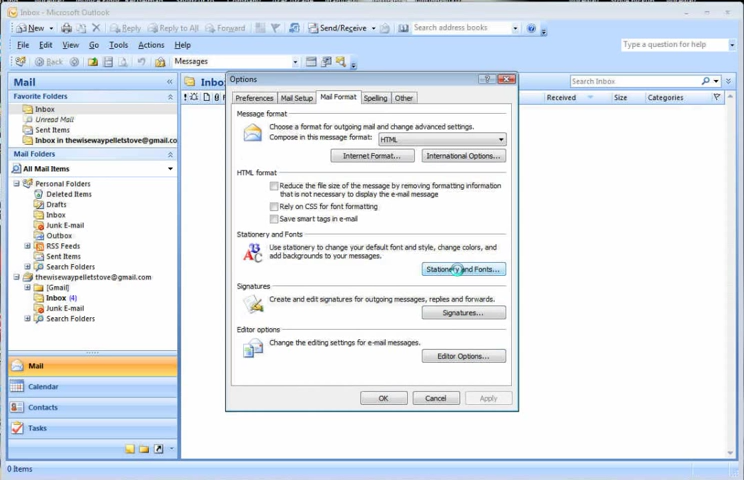 Inbox - Microsoft Outlook
New
Reply
Reply to All
Forward
Send/Receive
Search address books
File Edit View Go Tools Actions Help
Type a question for help
Back
Messages
Mail
Favorite Folders
Inbox
Unread Mail
Sent Items
Inbox in thewisewaypelletstove@gmail.co
Mail Folders
All Mail Items
Personal Folders
Deleted Items
Drafts
Inbox
Junk E-mail
Outbox
RSS Feeds
Sent Items
Search Folders
thewisewaypelletstove@gmail.com
[Gmail]
Inbox (4)
Junk E-mail
Search Folders
Mail
Calendar
Contacts
Tasks
0 Items
Inbo
Search Inbox
Received Size Categories
Options
Preferences Mail Setup Mail Format Spelling Other
Message format
Choose a format for outgoing mail and change advanced settings.
Compose in this message format: HTML
Internet Format... International Options...
HTML format
Reduce the file size of the message by removing formatting information
that is not necessary to display the e-mail message
Rely on CSS for font formatting
Save smart tags in e-mail
Stationery and Fonts
Use stationery to change your default font and style, change colors, and
add backgrounds to your messages.
Stationery and Fonts...
Signatures
Create and edit signatures for outgoing messages, replies and forwards.
Signatures...
Editor options
Change the editing settings for e-mail messages.
Editor Options...
OK Cancel Apply